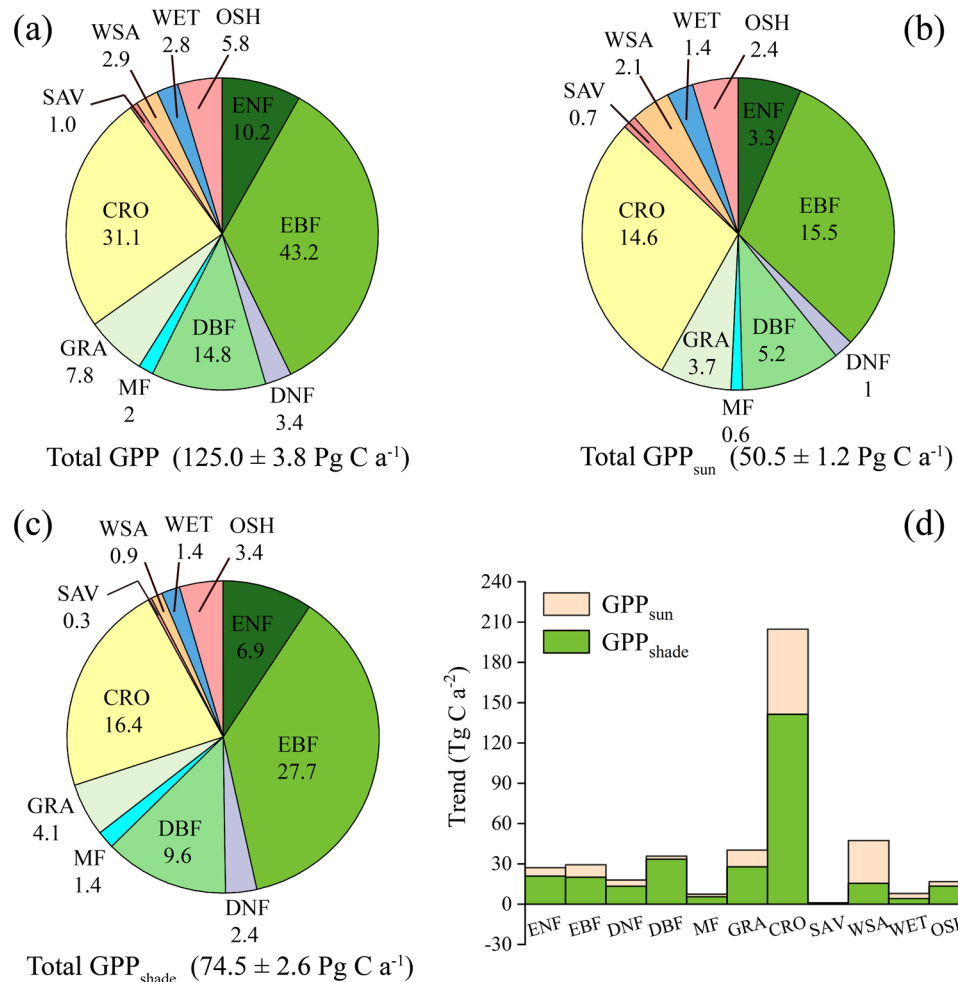 (a)
WSA
2.9
WET
2.8
OSH
5.8
SAV
1.0
ENF
10.2
CRO
31.1
EBF
43.2
GRA
7.8
DBF
14.8
MF
2
DNF
3.4
Total GPP (125.0 ± 3.8 Pg C a⁻¹)
(b)
WSA
2.1
WET
1.4
OSH
2.4
SAV
0.7
ENF
3.3
CRO
14.6
EBF
15.5
GRA
3.7
DBF
5.2
DNF
1
MF
0.6
Total GPPsun (50.5 ± 1.2 Pg C a⁻¹)
(c)
WSA
0.9
WET
1.4
OSH
3.4
SAV
0.3
ENF
6.9
CRO
16.4
EBF
27.7
GRA
4.1
DBF
9.6
MF
1.4
DNF
2.4
Total GPPshade (74.5 ± 2.6 Pg C a⁻¹)
(d)
Trend (Tg C a⁻²)
240
210
180
150
120
90
60
30
0
-30
GPPsun
GPPshade
ENF EBF DNF DBF MF GRA CRO SAV WSA WET OSH